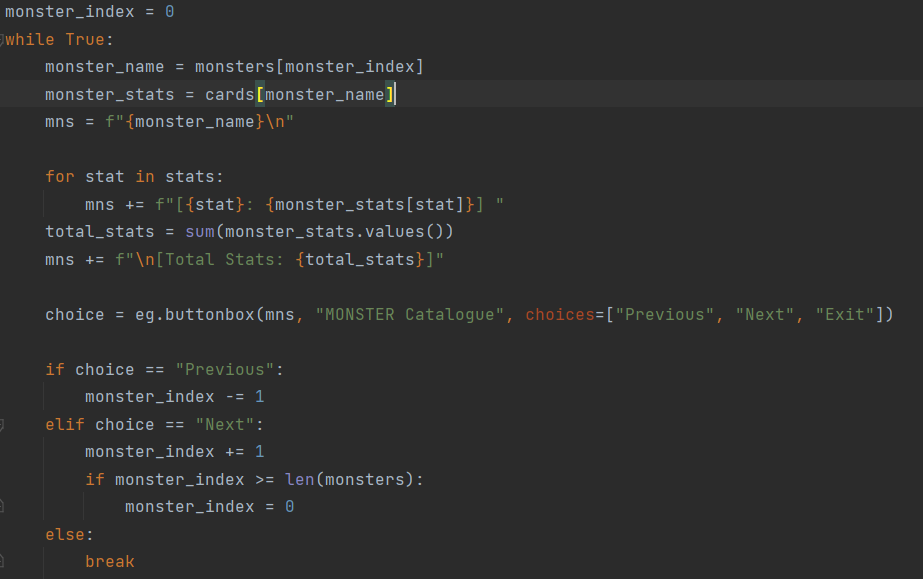 monster_index = 0
while True:
    monster_name = monsters[monster_index]
    monster_stats = cards[monster_name]
    mns = f"{monster_name}\n"

    for stat in stats:
        mns += f"[{stat}: {monster_stats[stat]}] "
    total_stats = sum(monster_stats.values())
    mns += f"\n[Total Stats: {total_stats}]"

    choice = eg.buttonbox(mns, "MONSTER Catalogue", choices=["Previous", "Next", "Exit"])

    if choice == "Previous":
        monster_index -= 1
    elif choice == "Next":
        monster_index += 1
        if monster_index >= len(monsters):
            monster_index = 0
    else:
        break